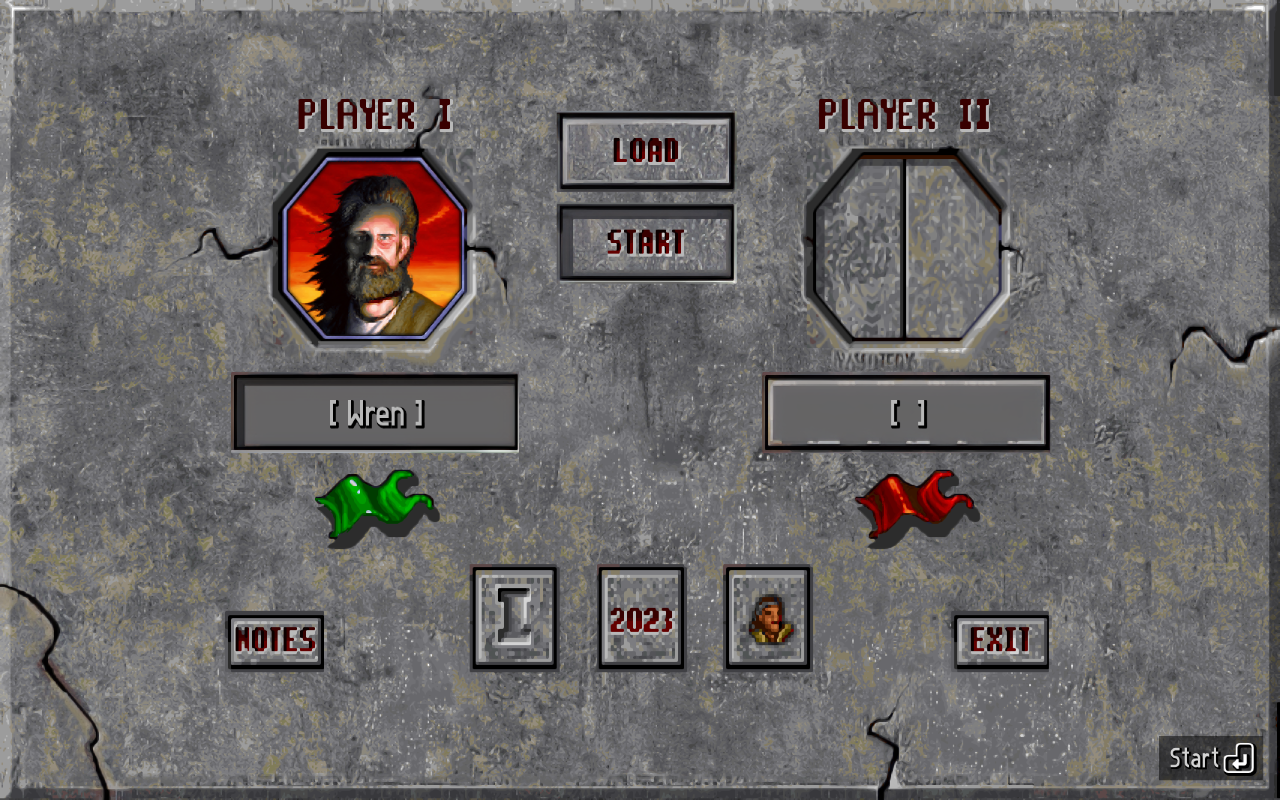 PLAYER I
PLAYER II
LOAD
START
[ Wren ]
[ ]
I
2023
NOTES
EXIT
Start